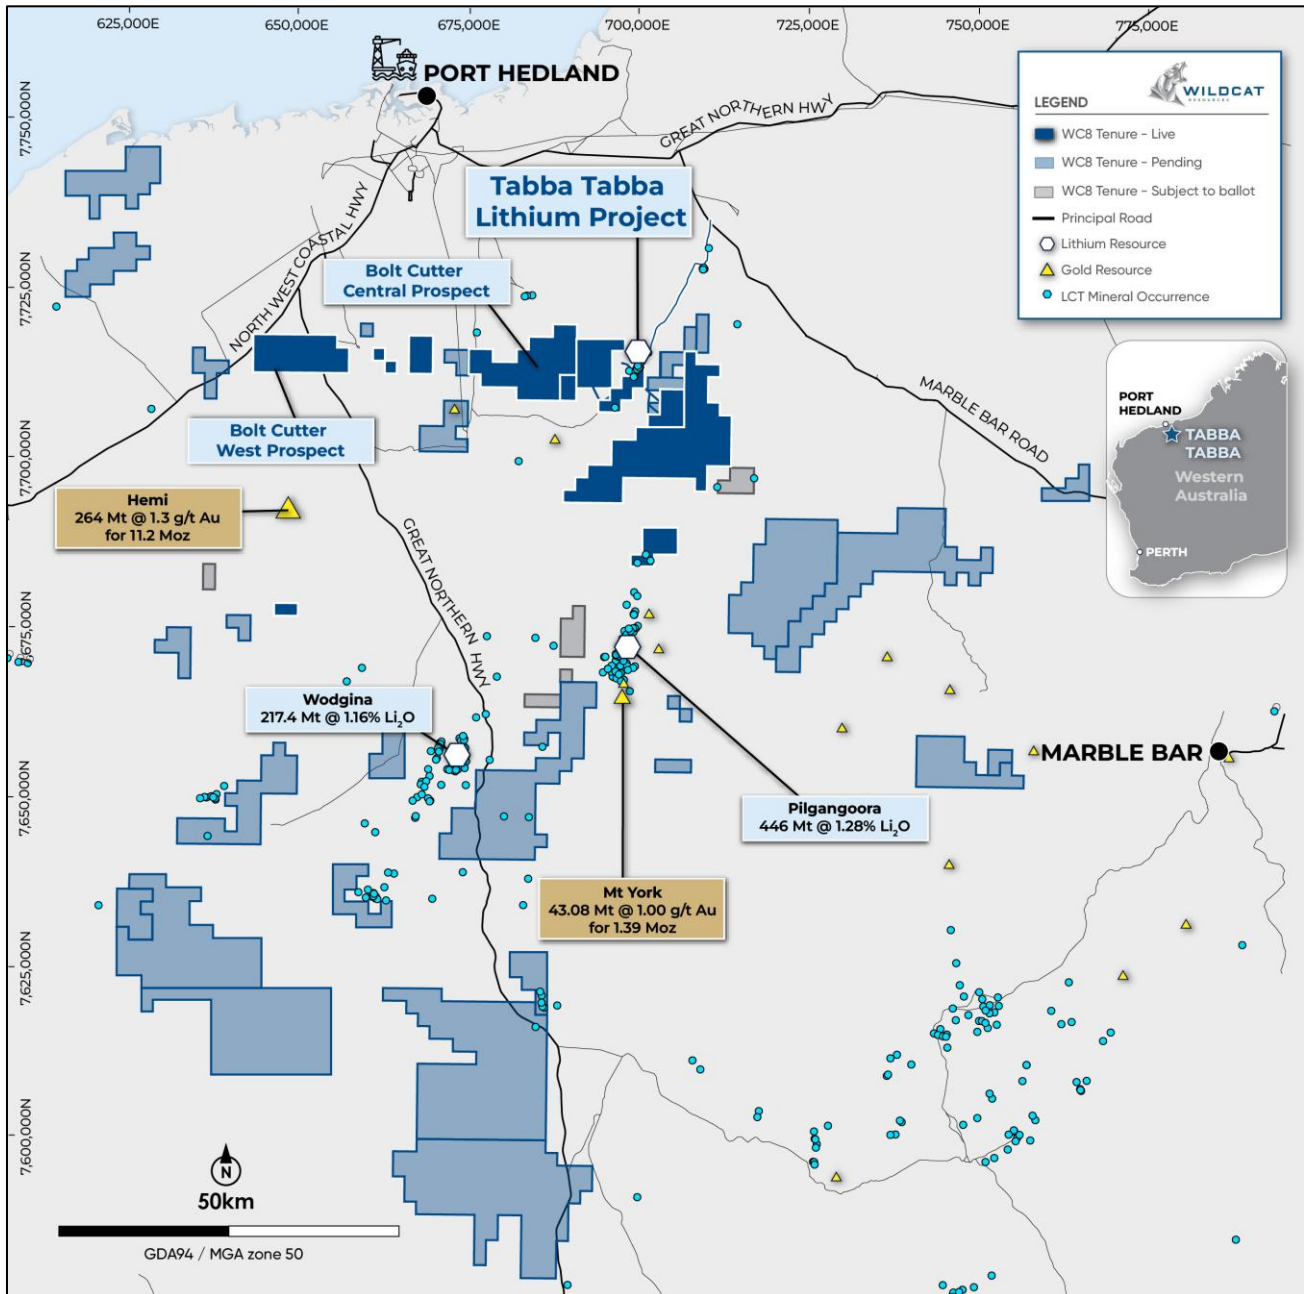 625,000E
650,000E
675,000E
700,000E
725,000E
750,000E
775,000E
7,750,000N
7,725,000N
7,700,000N
7,675,000N
7,650,000N
7,625,000N
7,600,000N
PORT HEDLAND
GREAT NORTHERN HWY
NORTH WEST COASTAL HWY
MARBLE BAR ROAD
GREAT NORTHERN HWY
Tabba Tabba
Lithium Project
Bolt Cutter
Central Prospect
Bolt Cutter
West Prospect
Hemi
264 Mt @ 1.3 g/t Au
for 11.2 Moz
Wodgina
217.4 Mt @ 1.16% Li₂O
Pilgangoora
446 Mt @ 1.28% Li₂O
Mt York
43.08 Mt @ 1.00 g/t Au
for 1.39 Moz
MARBLE BAR
WILDCAT
RESOURCES
LEGEND
WC8 Tenure - Live
WC8 Tenure - Pending
WC8 Tenure - Subject to ballot
Principal Road
Lithium Resource
Gold Resource
LCT Mineral Occurrence
PORT
HEDLAND
TABBA
TABBA
Western
Australia
PERTH
N
50km
GDA94 / MGA zone 50